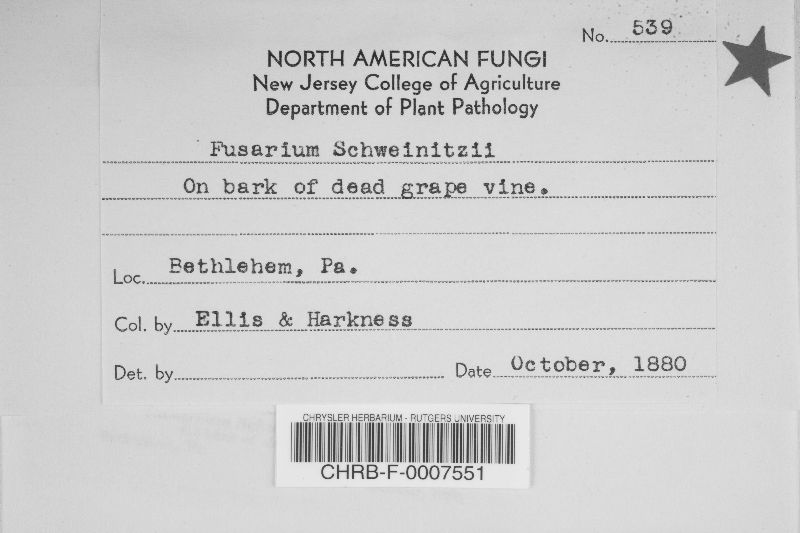 No. 539
NORTH AMERICAN FUNGI
New Jersey College of Agriculture
Department of Plant Pathology
Fusarium Schweinitzii
On bark of dead grape vine.
Loc. Bethlehem, Pa.
Col. by Ellis & Harkness
Det. by Date October, 1880
CHRYSLER HERBARIUM - RUTGERS UNIVERSITY
CHRB-F-0007551